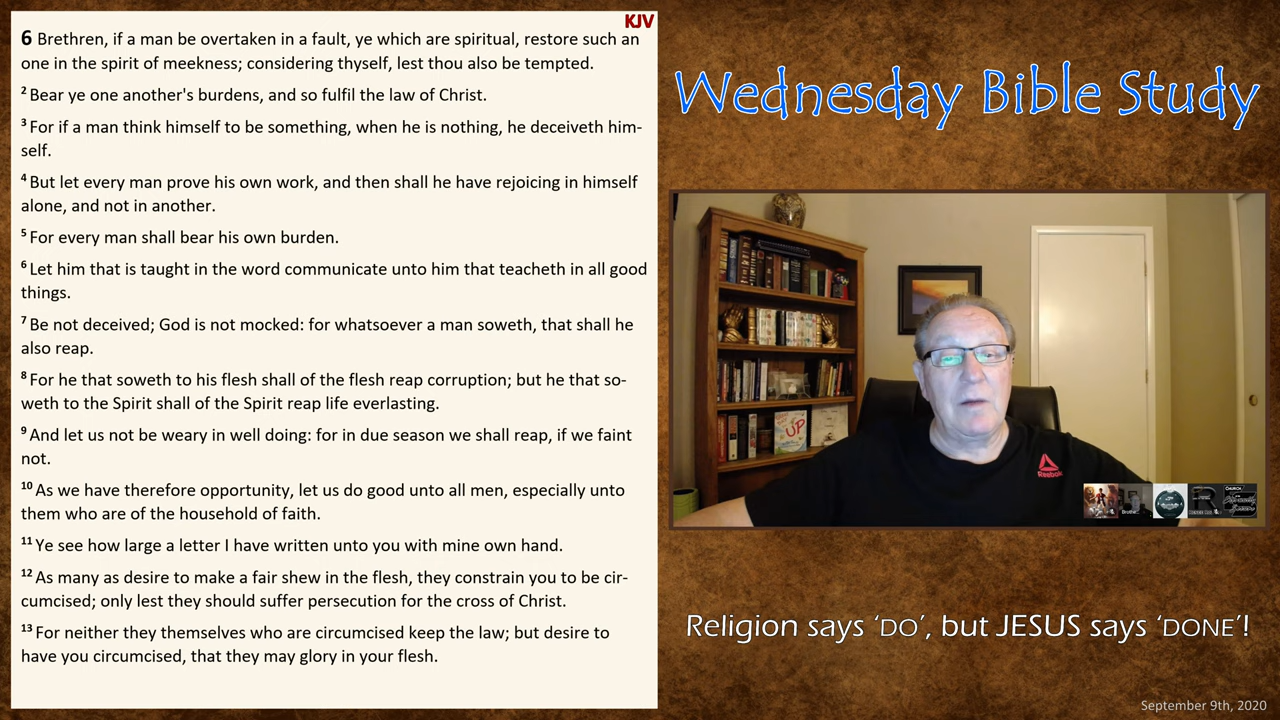 KJV
6 Brethren, if a man be overtaken in a fault, ye which are spiritual, restore such an
one in the spirit of meekness; considering thyself, lest thou also be tempted.
2 Bear ye one another's burdens, and so fulfil the law of Christ.
3 For if a man think himself to be something, when he is nothing, he deceiveth him-
self.
4 But let every man prove his own work, and then shall he have rejoicing in himself
alone, and not in another.
5 For every man shall bear his own burden.
6 Let him that is taught in the word communicate unto him that teacheth in all good
things.
7 Be not deceived; God is not mocked: for whatsoever a man soweth, that shall he
also reap.
8 For he that soweth to his flesh shall of the flesh reap corruption; but he that so-
weth to the Spirit shall of the Spirit reap life everlasting.
9 And let us not be weary in well doing: for in due season we shall reap, if we faint
not.
10 As we have therefore opportunity, let us do good unto all men, especially unto
them who are of the household of faith.
11 Ye see how large a letter I have written unto you with mine own hand.
12 As many as desire to make a fair shew in the flesh, they constrain you to be cir-
cumcised; only lest they should suffer persecution for the cross of Christ.
13 For neither they themselves who are circumcised keep the law; but desire to
have you circumcised, that they may glory in your flesh.
Wednesday Bible Study
UP
Reebok
CHURCH
Religion says ‘DO’, but JESUS says ‘DONE’!
September 9th, 2020